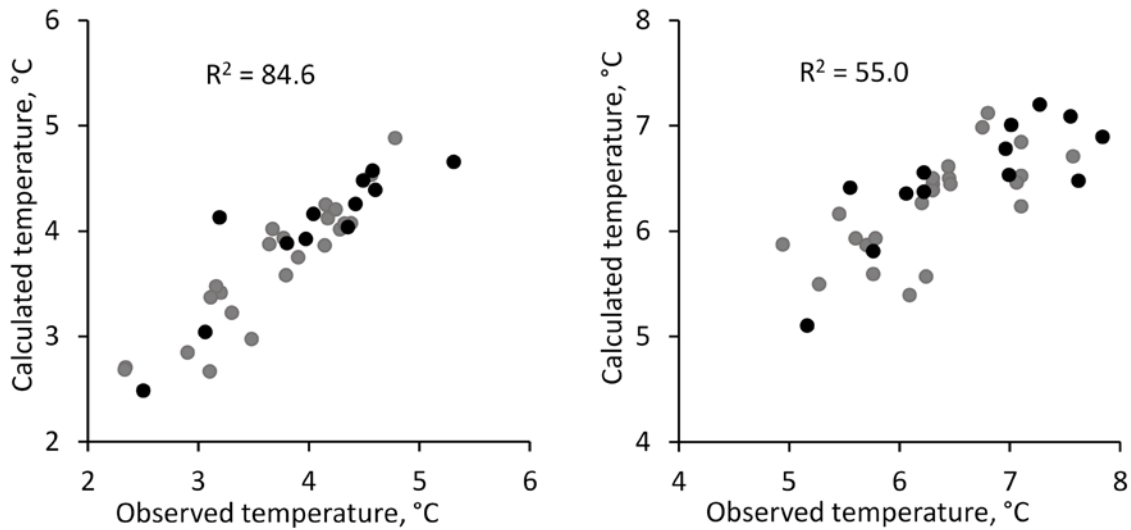 6
R² = 84.6
5
4
3
2
Calculated temperature, °C
2 3 4 5 6
Observed temperature, °C
8
R² = 55.0
7
6
5
4
Calculated temperature, °C
4 5 6 7 8
Observed temperature, °C